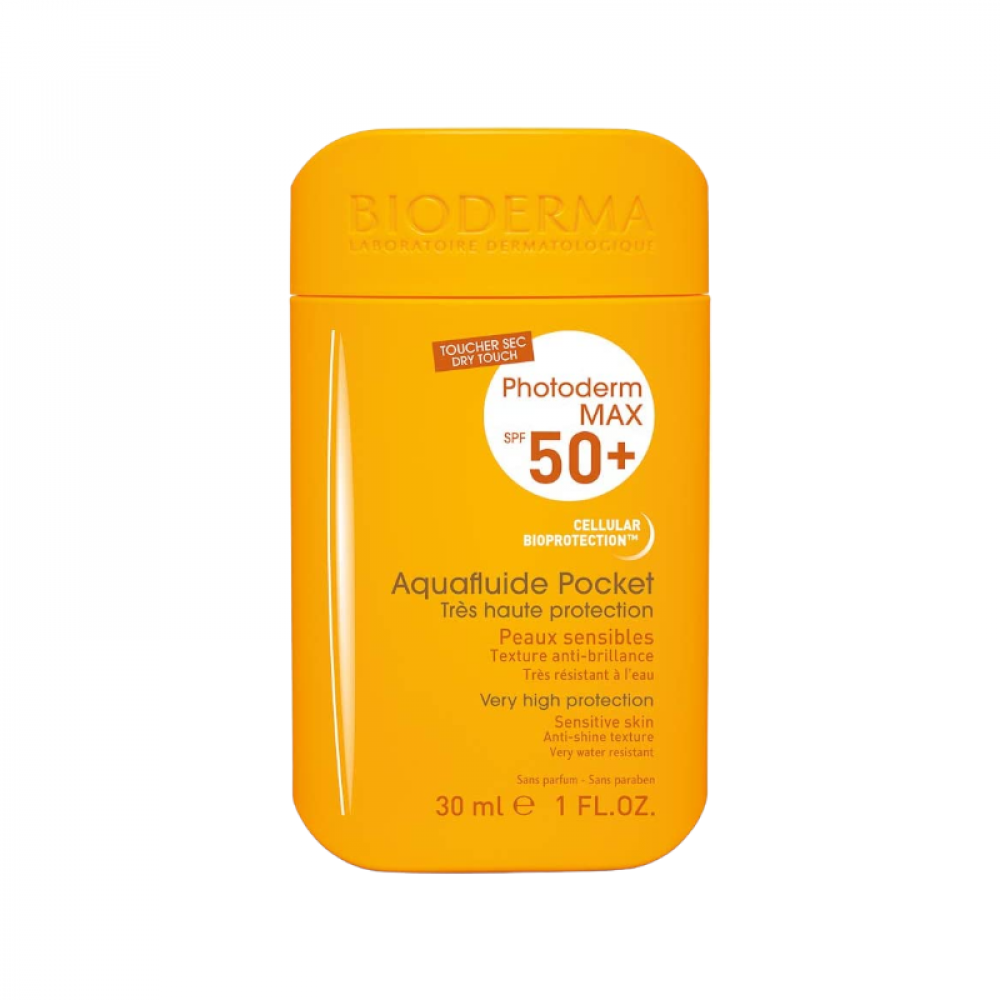 BIODERMA
LABORATOIRE DERMATOLOGIQUE
TOUCHER SEC
DRY TOUCH
Photoderm
MAX
SPF 50+
CELLULAR
BIOPROTECTION™
Aquafluide Pocket
Très haute protection
Peaux sensibles
Texture anti-brillance
Très résistant à l'eau
Very high protection
Sensitive skin
Anti-shine texture
Very water resistant
Sans parfum - Sans paraben
30 ml ℮ 1 FL.OZ.